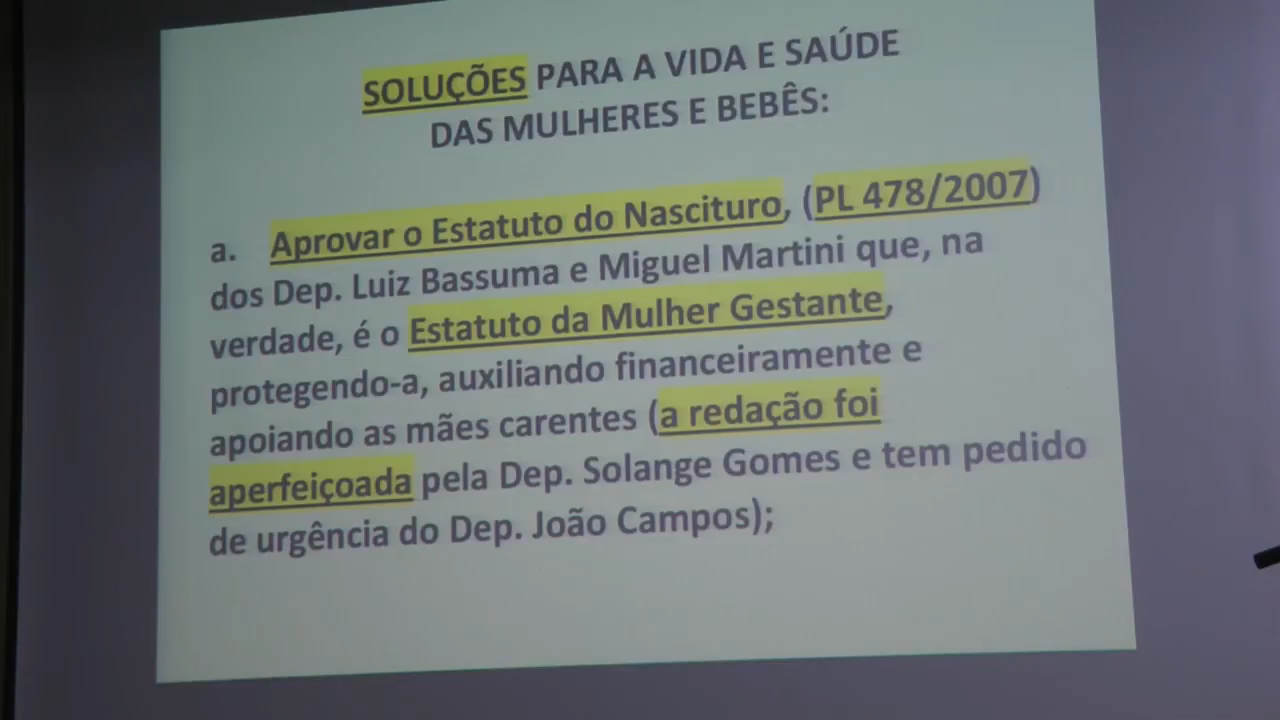 SOLUÇÕES PARA A VIDA E SAÚDE
DAS MULHERES E BEBÊS:
a. Aprovar o Estatuto do Nascituro, (PL 478/2007)
dos Dep. Luiz Bassuma e Miguel Martini que, na
verdade, é o Estatuto da Mulher Gestante,
protegendo-a, auxiliando financeiramente e
apoiando as mães carentes (a redação foi
aperfeiçoada pela Dep. Solange Gomes e tem pedido
de urgência do Dep. João Campos);